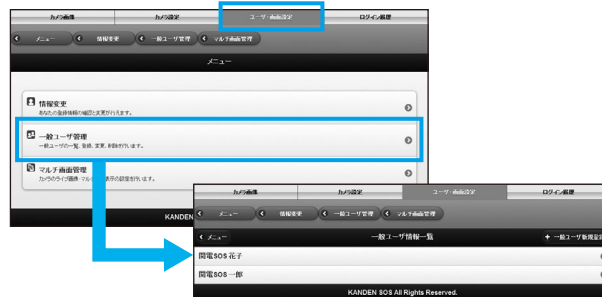 カメラ画像 カメラ設定 ユーザ・画面設定 ログイン履歴
メニュー 情報変更 一般ユーザ管理 マルチ画面管理
メニュー
情報変更
あなたの登録情報の確認と変更が行えます。
一般ユーザ管理
一般ユーザの一覧、登録、変更、削除を行います。
マルチ画面管理
カメラのライブ画像・マル 表示の設定を行います。
KANDEN
カメラ画像 カメラ設定 ユーザ・画面設定 ログイン履歴
メニュー 情報変更 一般ユーザ管理 マルチ画面管理
メニュー 一般ユーザ情報一覧 + 一般ユーザ新規登
関電SOS 花子
関電SOS 一郎
KANDEN SOS All Rights Reserved.